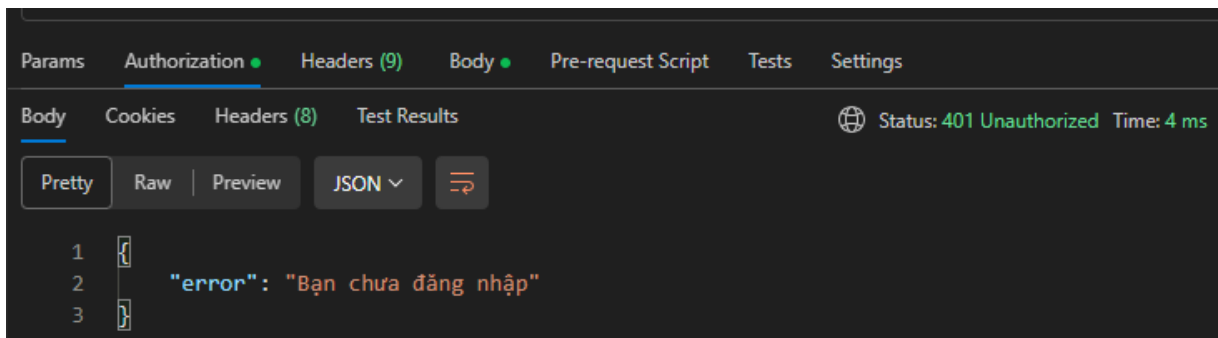 Params Authorization Headers (9) Body Pre-request Script Tests Settings
Body Cookies Headers (8) Test Results Status: 401 Unauthorized Time: 4 ms
Pretty Raw Preview JSON
1 {
2 "error": "Bạn chưa đăng nhập"
3 }